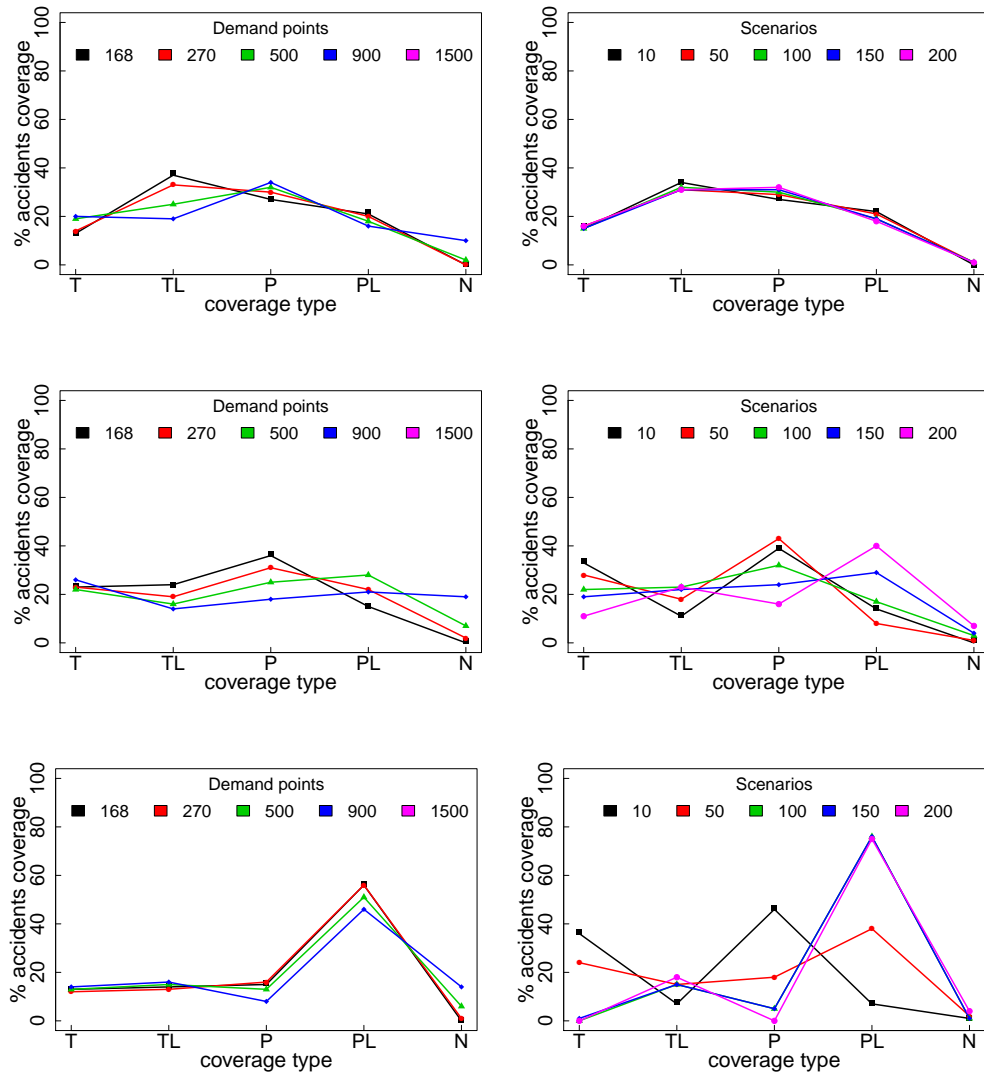 Demand points
168 270 500 900 1500
% accidents coverage
0 20 40 60 80 100
T TL P PL N
coverage type
Scenarios
10 50 100 150 200
% accidents coverage
0 20 40 60 80 100
T TL P PL N
coverage type
Demand points
168 270 500 900 1500
% accidents coverage
0 20 40 60 80 100
T TL P PL N
coverage type
Scenarios
10 50 100 150 200
% accidents coverage
0 20 40 60 80 100
T TL P PL N
coverage type
Demand points
168 270 500 900 1500
% accidents coverage
0 20 40 60 80 100
T TL P PL N
coverage type
Scenarios
10 50 100 150 200
% accidents coverage
0 20 40 60 80 100
T TL P PL N
coverage type